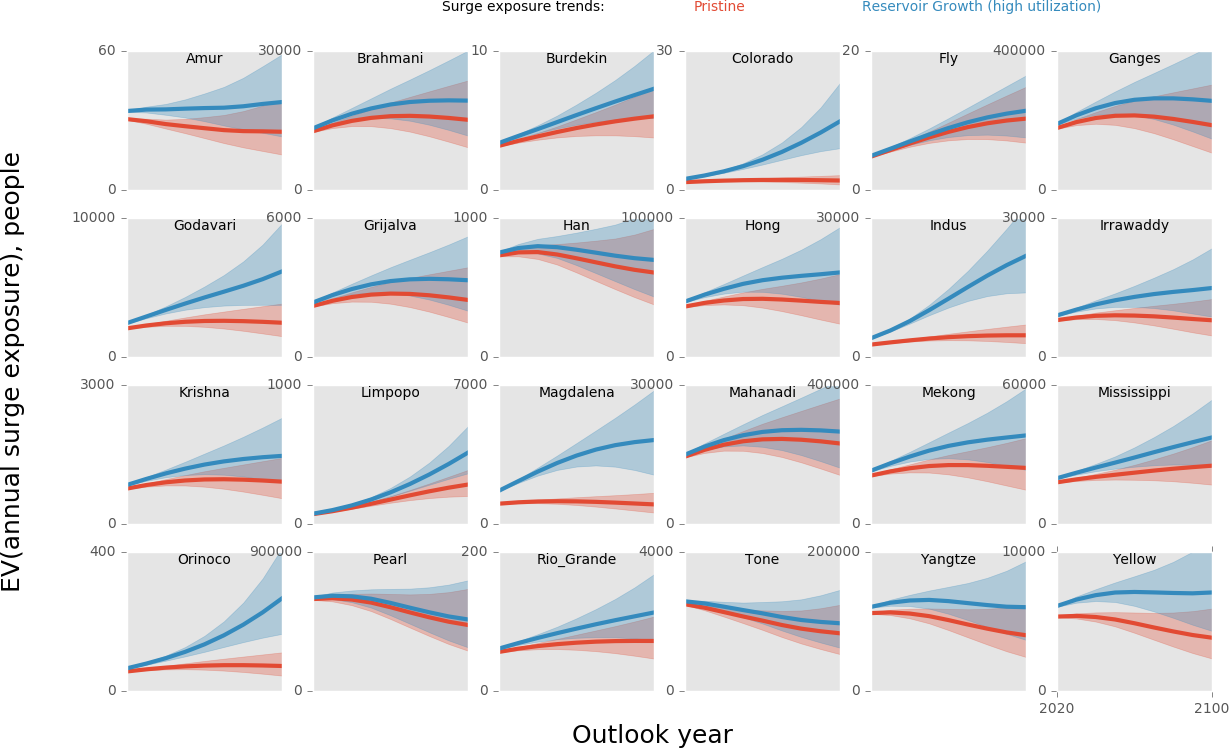 Surge exposure trends: Pristine Reservoir Growth (high utilization)
EV(annual surge exposure), people
60 30000 10 30 20 400000
Amur Brahmani Burdekin Colorado Fly Ganges
0 0 0 0 0 0
10000 6000 1000 100000 30000 30000
Godavari Grijalva Han Hong Indus Irrawaddy
0 0 0 0 0 0
3000 1000 7000 30000 400000 60000
Krishna Limpopo Magdalena Mahanadi Mekong Mississippi
0 0 0 0 0 0
400 900000 200 4000 200000 10000
Orinoco Pearl Rio_Grande Tone Yangtze Yellow
0 0 0 0 0 0
2020 2100
Outlook year